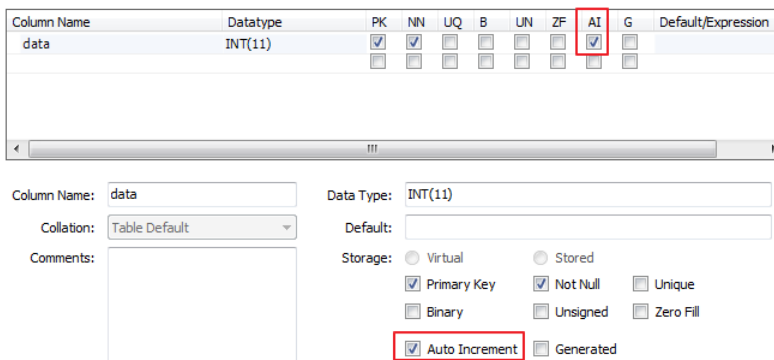 Column Name Datatype PK NN UQ B UN ZF AI G Default/Expression
data INT(11)
Column Name: data Data Type: INT(11)
Collation: Table Default Default:
Comments: Storage: Virtual Stored
Primary Key Not Null Unique
Binary Unsigned Zero Fill
Auto Increment Generated